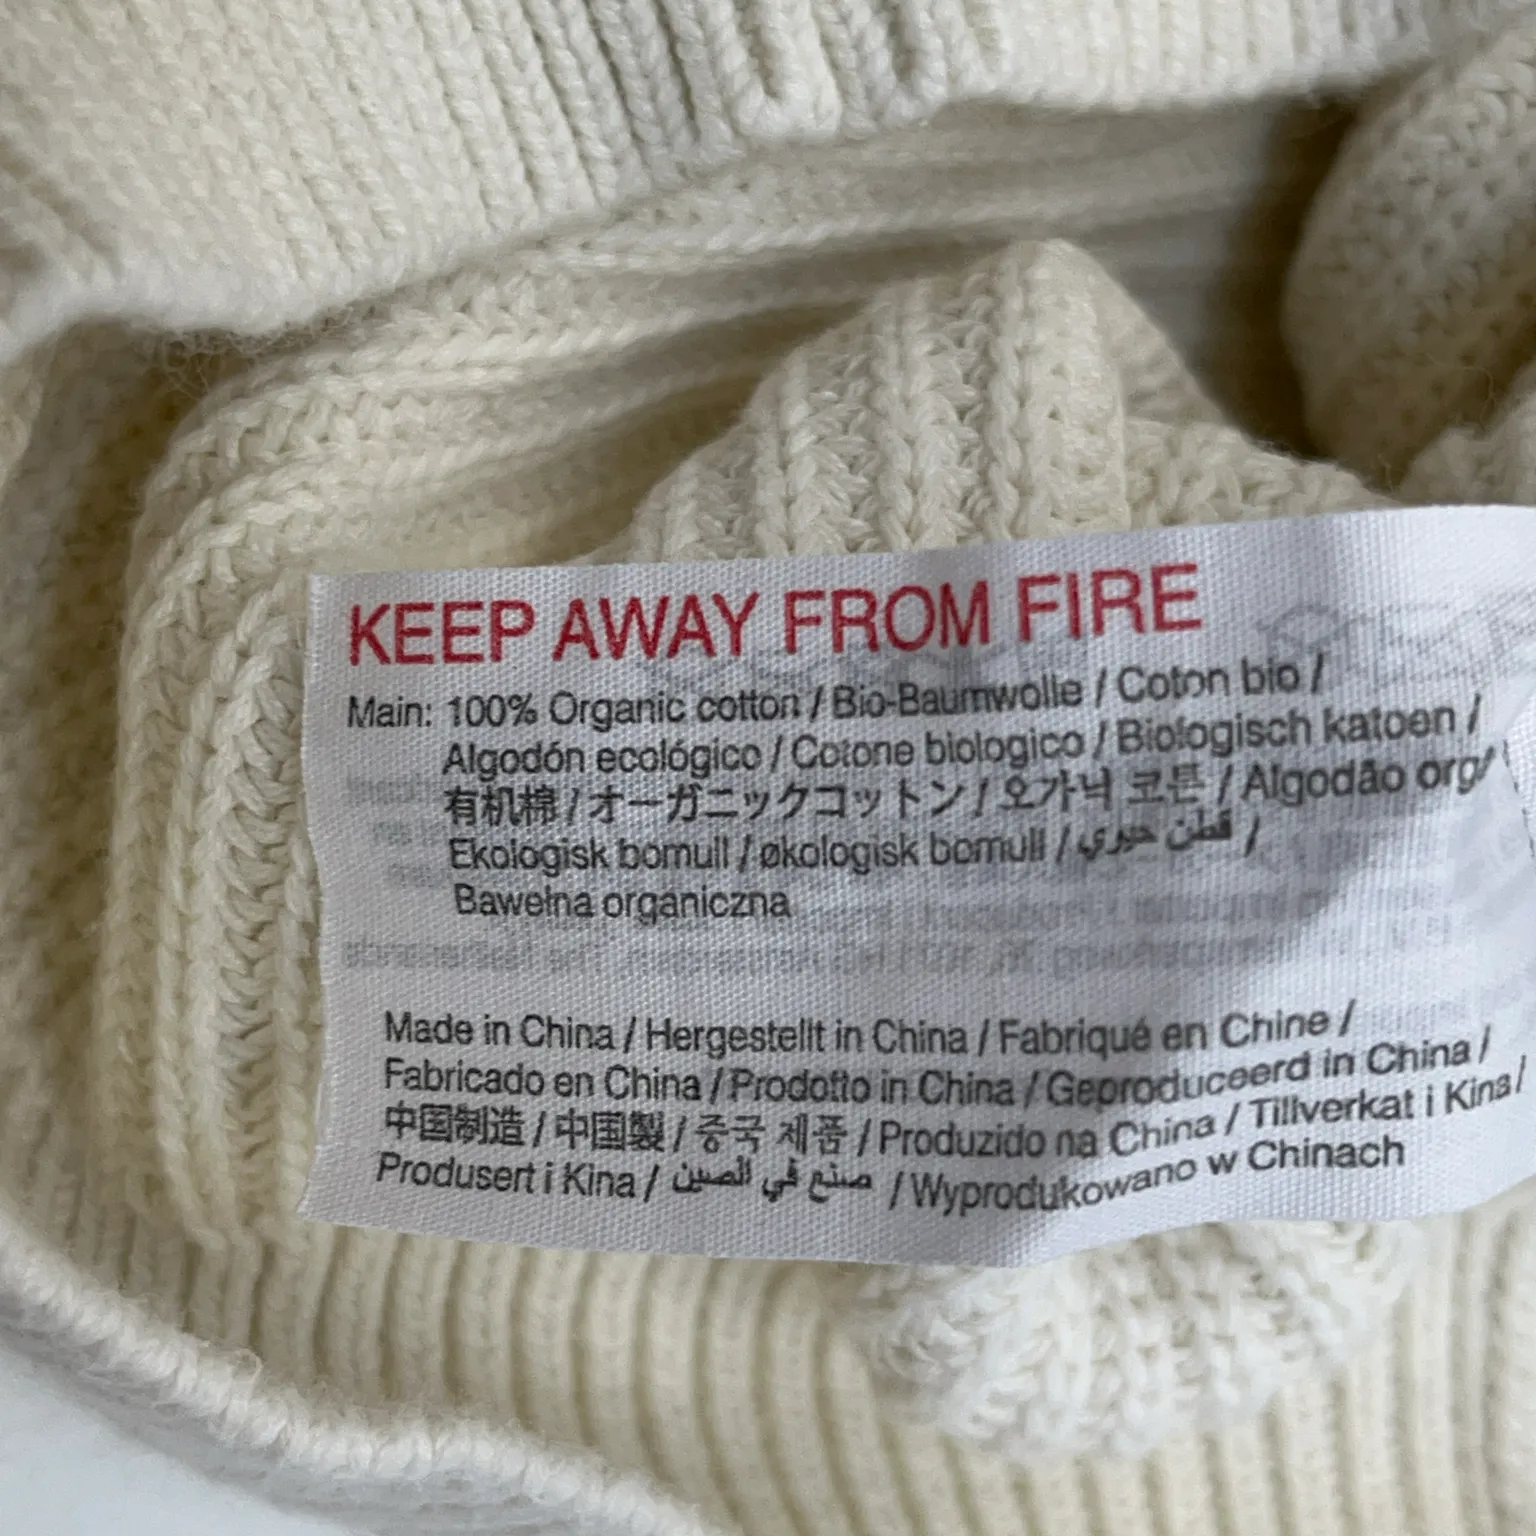 KEEP AWAY FROM FIRE
Main: 100% Organic cotton / Bio-Baumwolle / Coton bio /
Algodón ecológico / Cotone biologico / Biologisch katoen /
有机棉 / オーガニックコットン / 오가닉 코튼 / Algodão org/
Ekologisk bomull / økologisk bomull / قطن حيوي /
Bawełna organiczna
Made in China / Hergestellt in China / Fabriqué en Chine /
Fabricado en China / Prodotto in China / Geproduceerd in China /
中国制造 / 中国製 / 중국 제품 / Produzido na China / Tillverkat i Kina /
Produsert i Kina / صنع في الصين / Wyprodukowano w Chinach